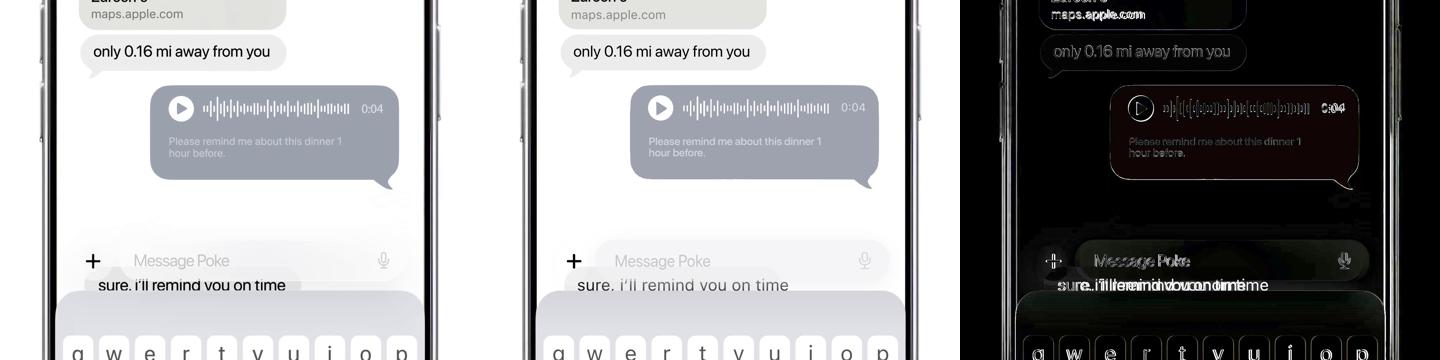 maps.apple.com
only 0.16 mi away from you
0:04
Please remind me about this dinner 1
hour before.
Message Poke
sure, i'll remind you on time
q w e r t y u i o p
maps.apple.com
only 0.16 mi away from you
0:04
Please remind me about this dinner 1
hour before.
Message Poke
sure, i'll remind you on time
q w e r t y u i o p
maps.apple.com
only 0.16 mi away from you
0:04
Please remind me about this dinner 1
hour before.
Message Poke
q w e r t y u i o p